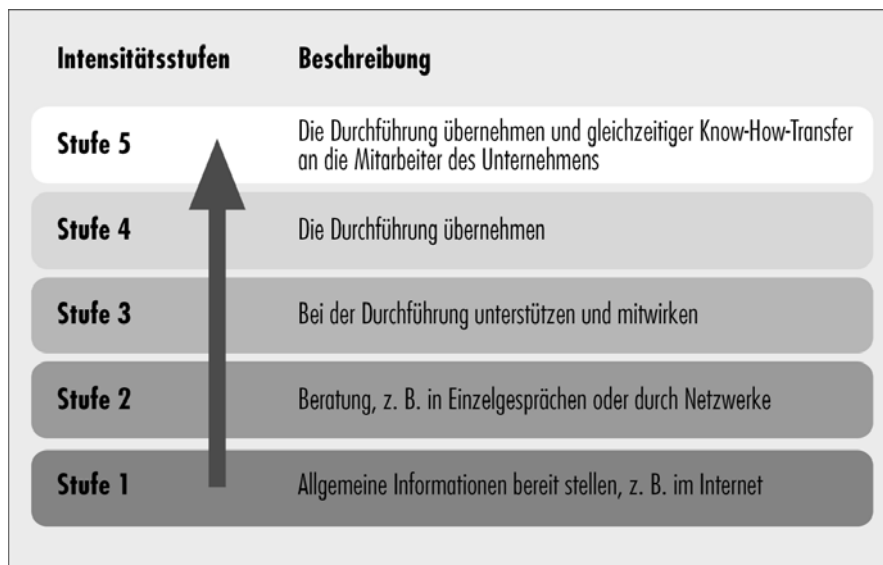 Intensitätsstufen Beschreibung
Stufe 5 Die Durchführung übernehmen und gleichzeitiger Know-How-Transfer
an die Mitarbeiter des Unternehmens
Stufe 4 Die Durchführung übernehmen
Stufe 3 Bei der Durchführung unterstützen und mitwirken
Stufe 2 Beratung, z. B. in Einzelgesprächen oder durch Netzwerke
Stufe 1 Allgemeine Informationen bereit stellen, z. B. im Internet